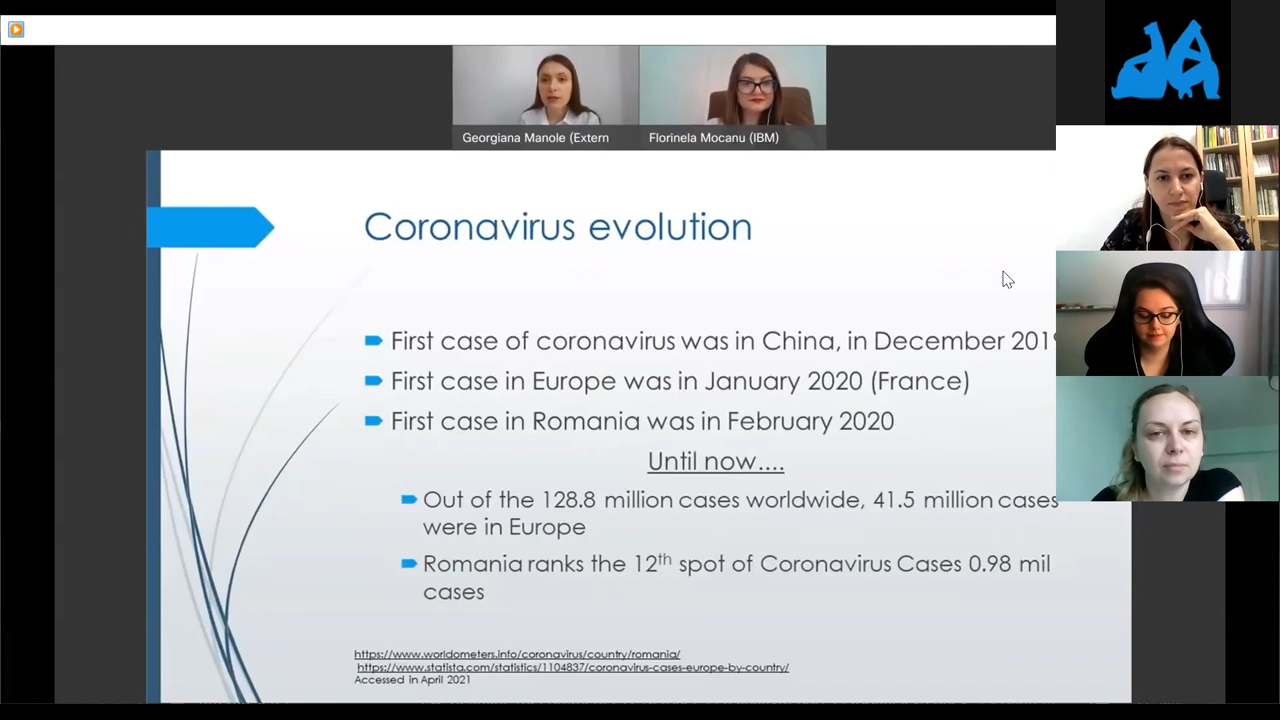 Georgiana Manole (Extern
Florinela Mocanu (IBM)
Coronavirus evolution
First case of coronavirus was in China, in December 2019
First case in Europe was in January 2020 (France)
First case in Romania was in February 2020
Until now....
Out of the 128.8 million cases worldwide, 41.5 million cases
were in Europe
Romania ranks the 12th spot of Coronavirus Cases 0.98 mil
cases
https://www.worldometers.info/coronavirus/country/romania/
https://www.statista.com/statistics/1104837/coronavirus-cases-europe-by-country/
Accessed in April 2021